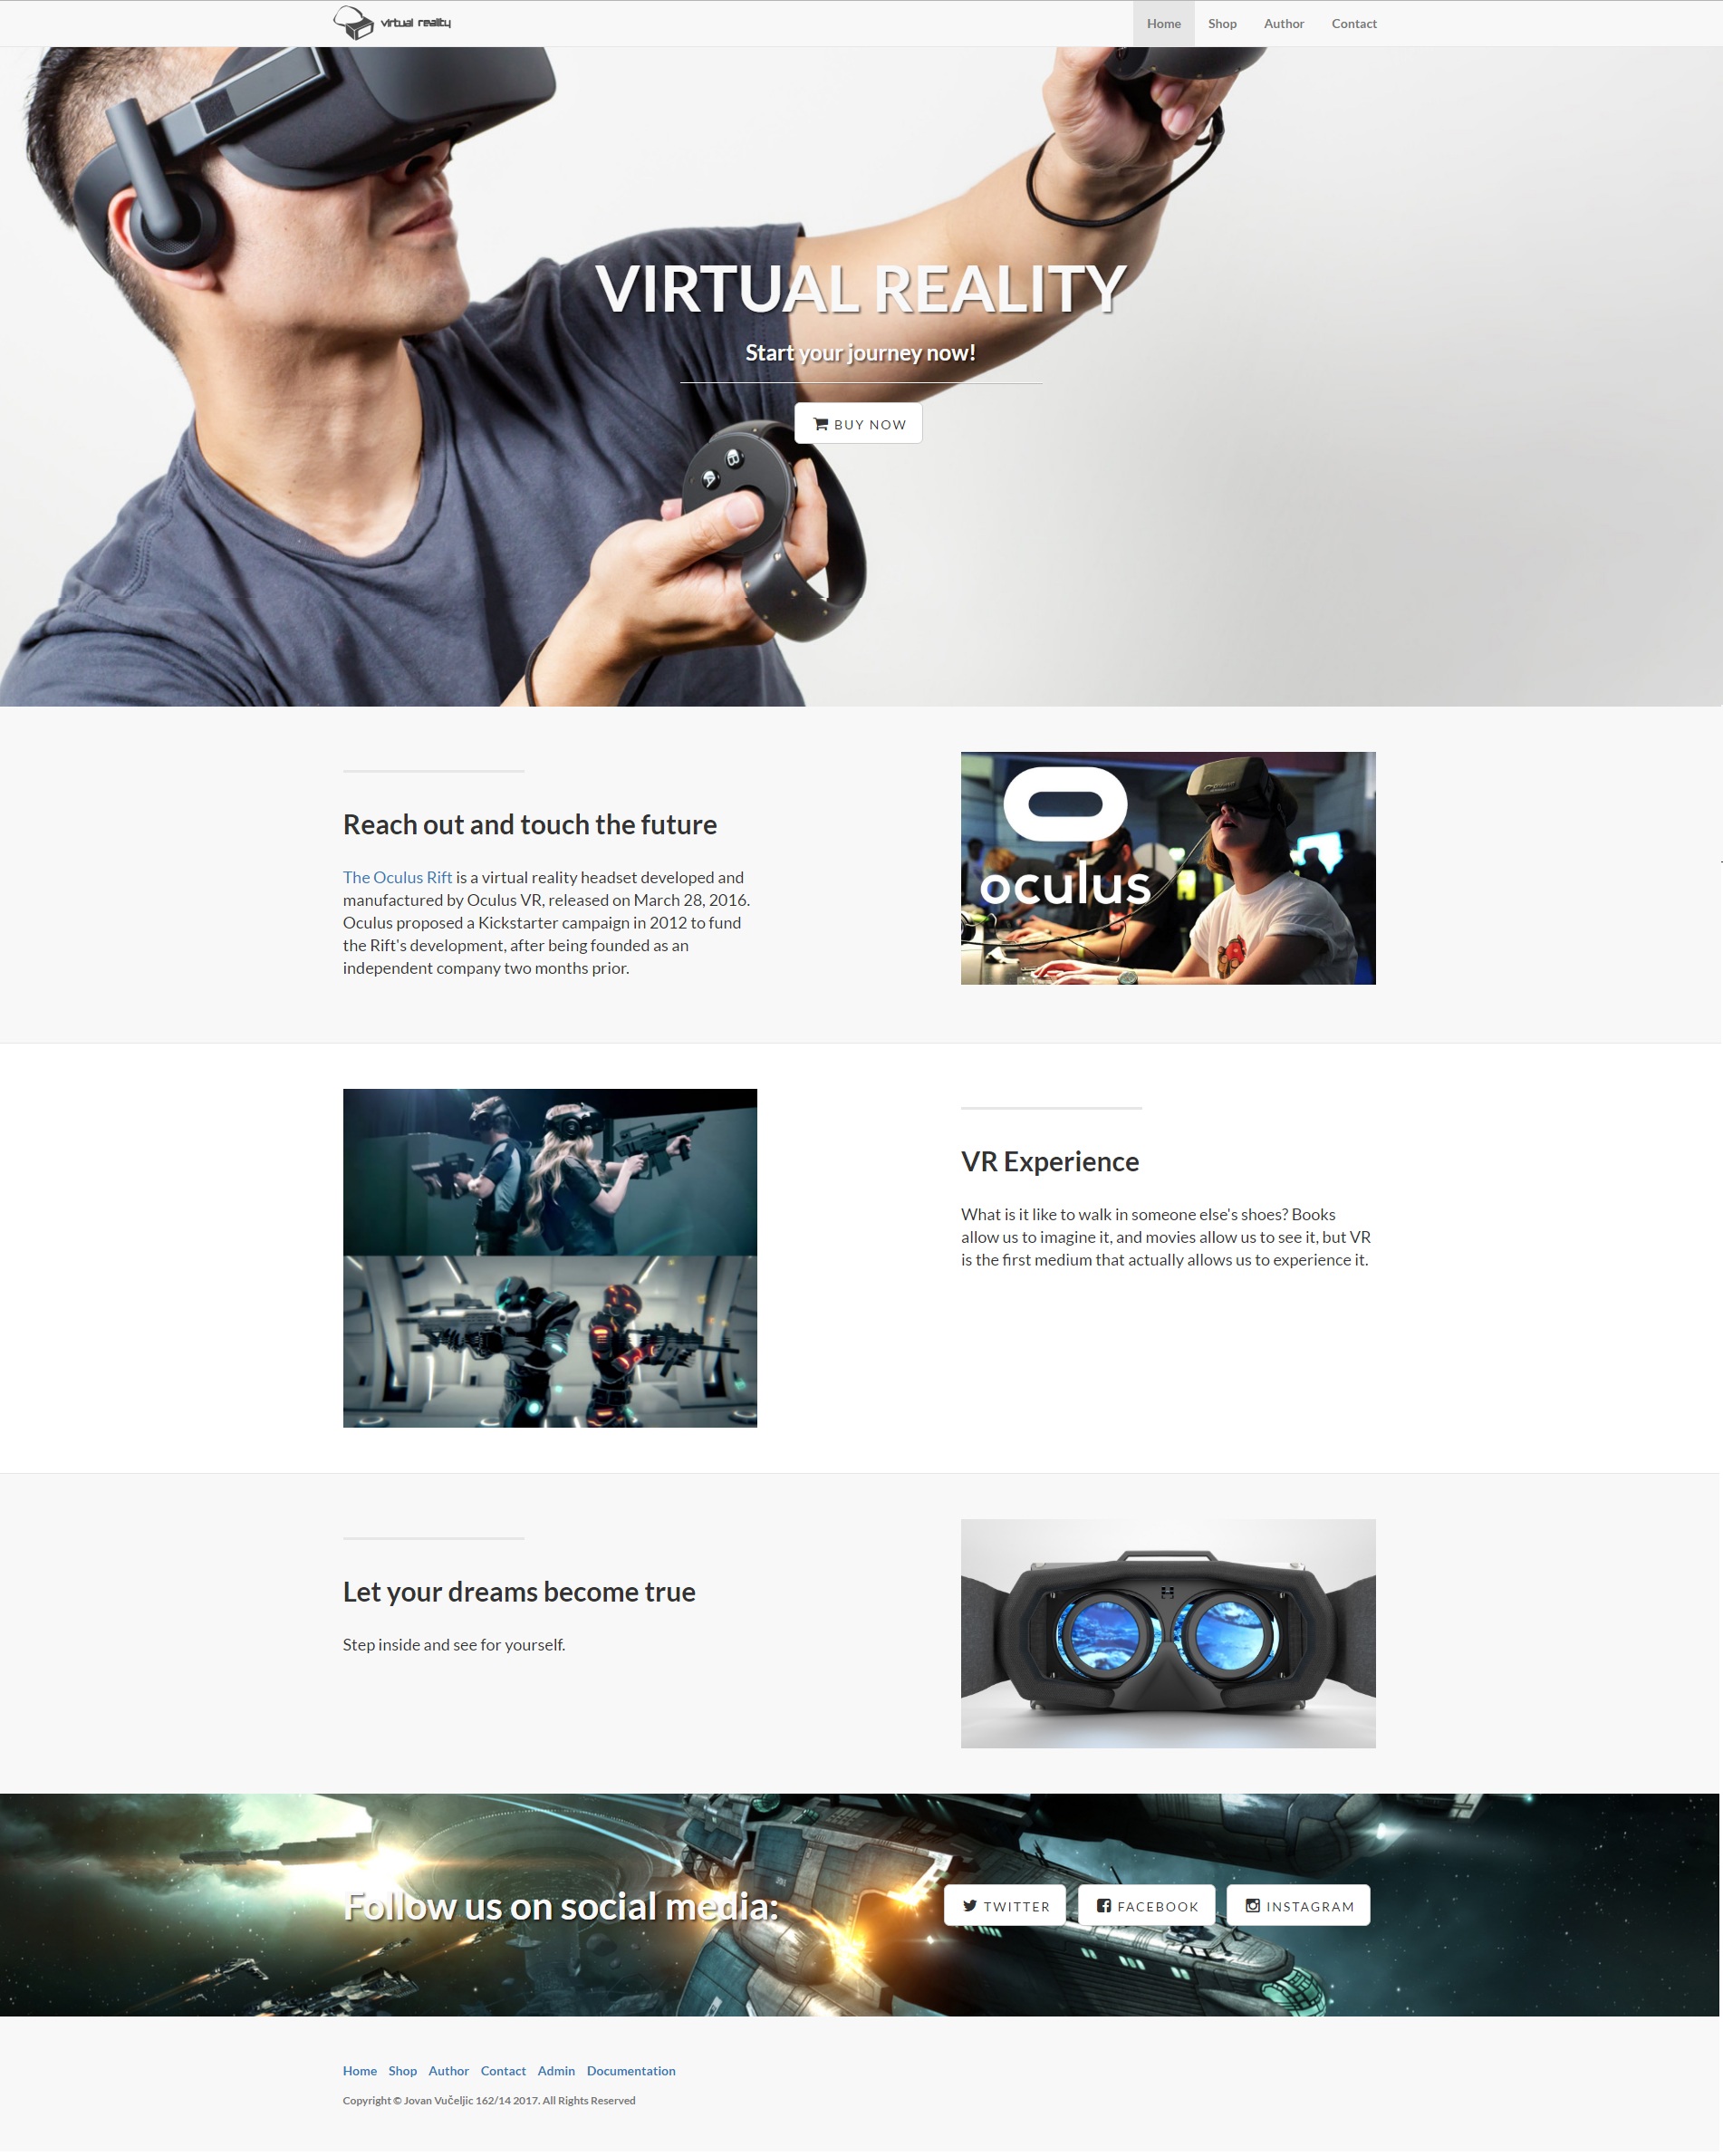 virtual reality
Home Shop Author Contact
VIRTUAL REALITY
Start your journey now!
BUY NOW
B
A
Reach out and touch the future
The Oculus Rift is a virtual reality headset developed and
manufactured by Oculus VR, released on March 28, 2016.
Oculus proposed a Kickstarter campaign in 2012 to fund
the Rift's development, after being founded as an
independent company two months prior.
oculus
VR Experience
What is it like to walk in someone else's shoes? Books
allow us to imagine it, and movies allow us to see it, but VR
is the first medium that actually allows us to experience it.
Let your dreams become true
Step inside and see for yourself.
Follow us on social media:
TWITTER FACEBOOK INSTAGRAM
Home Shop Author Contact Admin Documentation
Copyright © Jovan Vučeljic 162/14 2017. All Rights Reserved